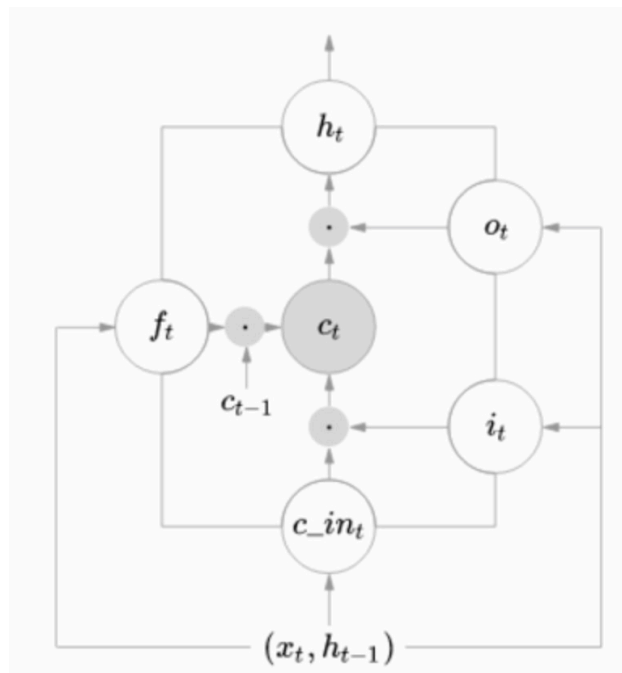 h_t
·
o_t
f_t · c_t
c_{t-1}
· i_t
c_in_t
(x_t, h_{t-1})